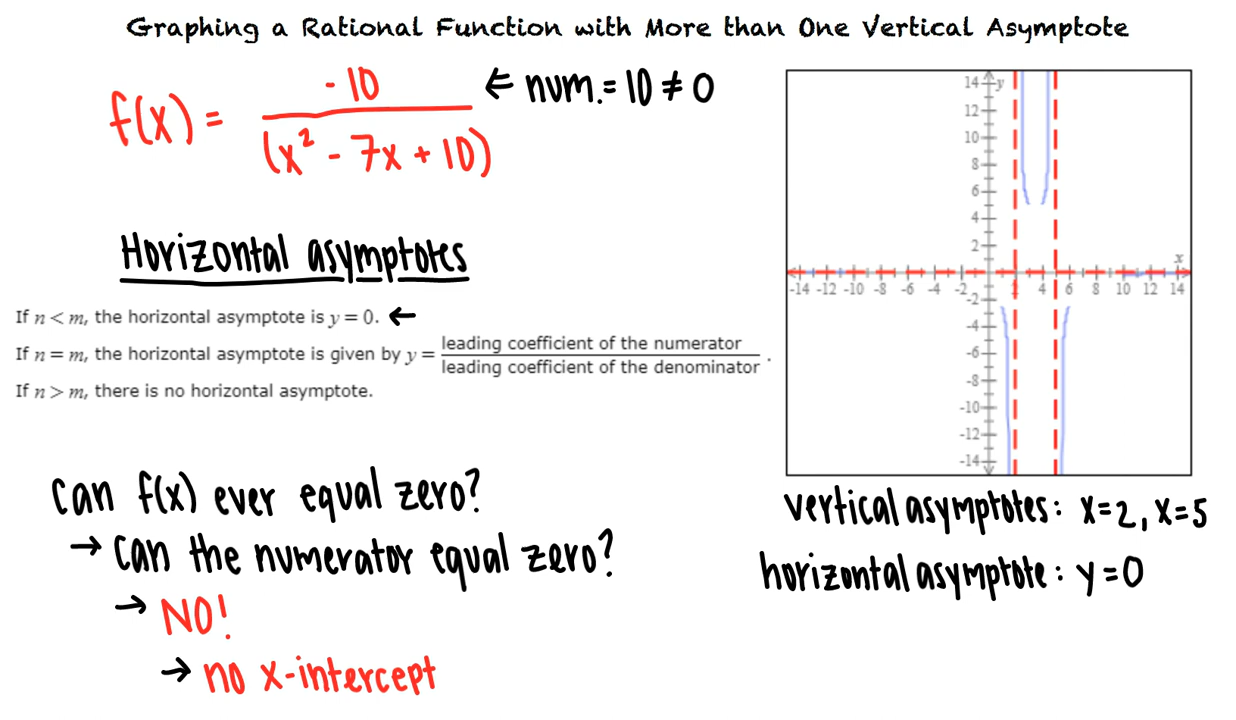 Graphing a Rational Function with More than One Vertical Asymptote
f(x) = -10 / (x² - 7x + 10)
← num. = 10 ≠ 0
Horizontal asymptotes
If n < m, the horizontal asymptote is y = 0. ←
If n = m, the horizontal asymptote is given by y = leading coefficient of the numerator / leading coefficient of the denominator .
If n > m, there is no horizontal asymptote.
can f(x) ever equal zero?
→ can the numerator equal zero?
→ NO!
→ no x-intercept
y
14
12
10
8
6
4
2
x
-14 -12 -10 -8 -6 -4 -2 2 4 6 8 10 12 14
-2
-4
-6
-8
-10
-12
-14
vertical asymptotes: x=2, x=5
horizontal asymptote: y=0